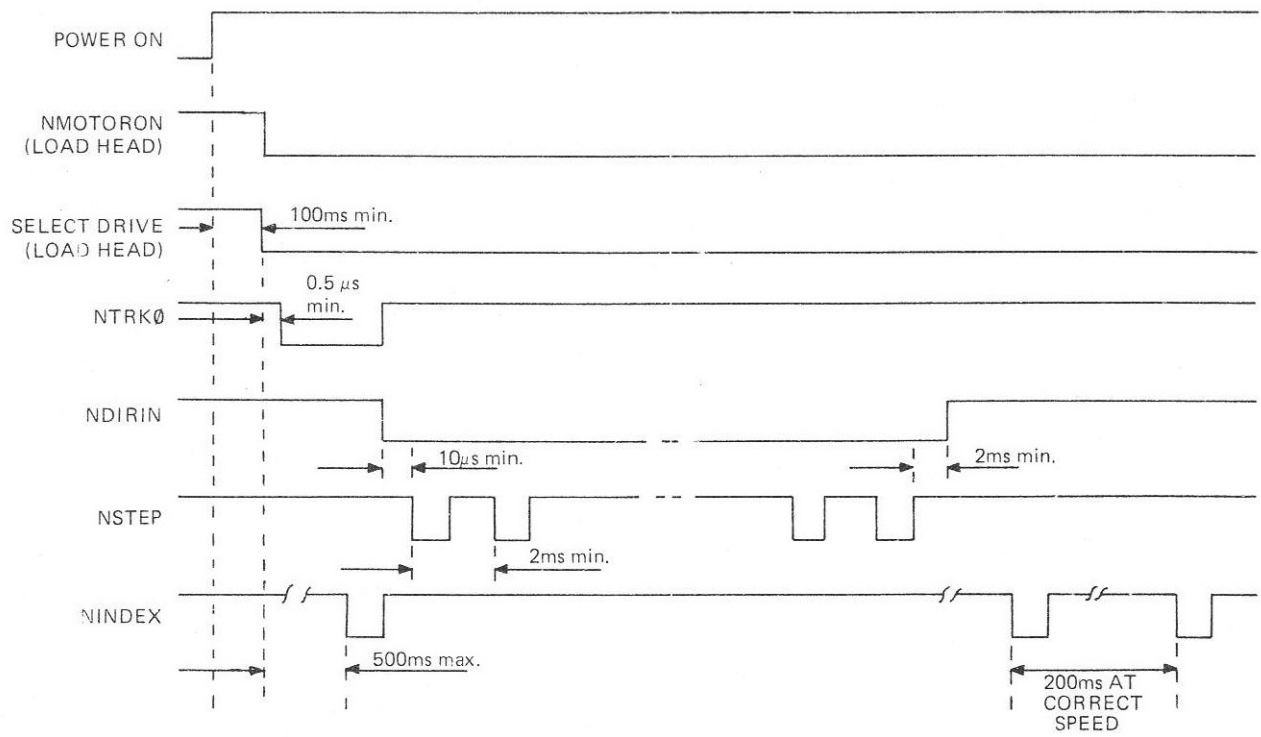 POWER ON
NMOTORON
(LOAD HEAD)
SELECT DRIVE
(LOAD HEAD)
100ms min.
0.5 μs
min.
NTRKØ
NDIRIN
10μs min.
2ms min.
NSTEP
2ms min.
NINDEX
500ms max.
200ms AT
CORRECT
SPEED